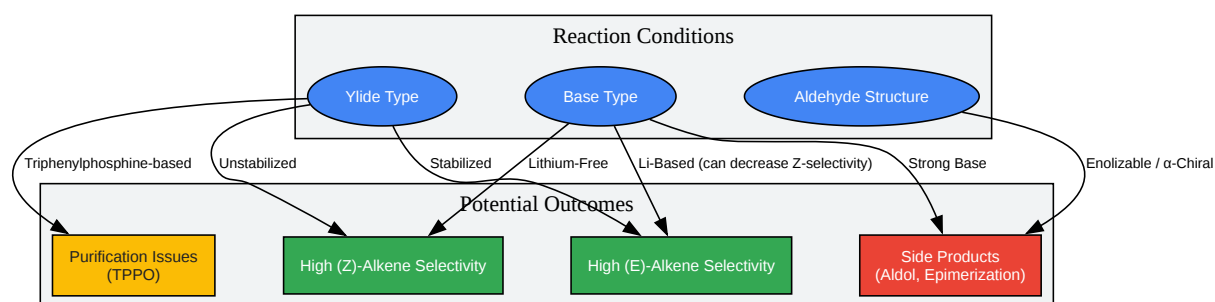 Reaction Conditions
Ylide Type
Base Type
Aldehyde Structure
Triphenylphosphine-based
Unstabilized
Stabilized
Lithium-Free
Li-Based (can decrease Z-selectivity)
Strong Base
Enolizable / α-Chiral
Potential Outcomes
Purification Issues
(TPPO)
High (Z)-Alkene Selectivity
High (E)-Alkene Selectivity
Side Products
(Aldol, Epimerization)